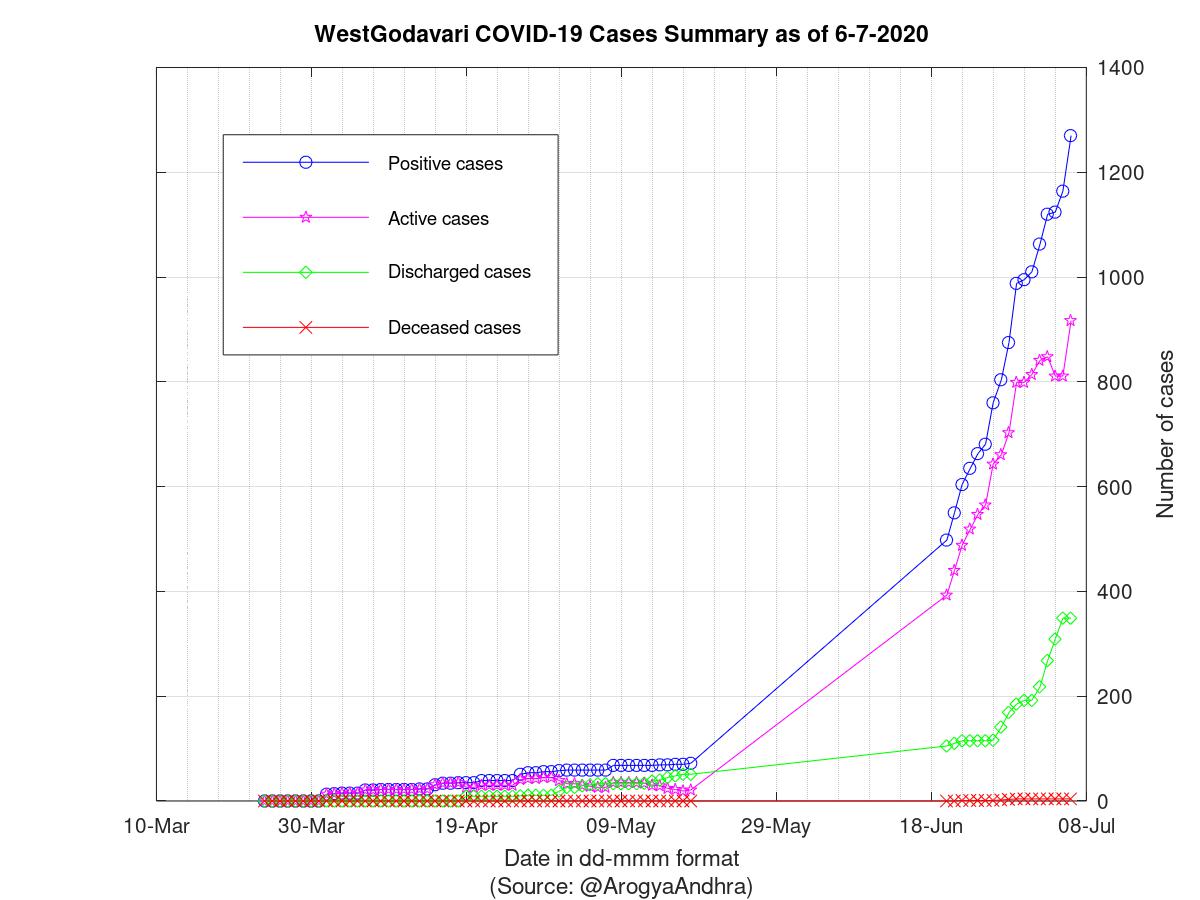 WestGodavari COVID-19 Cases Summary as of 6-7-2020
1400
1200
1000
800
600
400
200
0
Number of cases
Positive cases
Active cases
Discharged cases
Deceased cases
10-Mar 30-Mar 19-Apr 09-May 29-May 18-Jun 08-Jul
Date in dd-mmm format
(Source: @ArogyaAndhra)